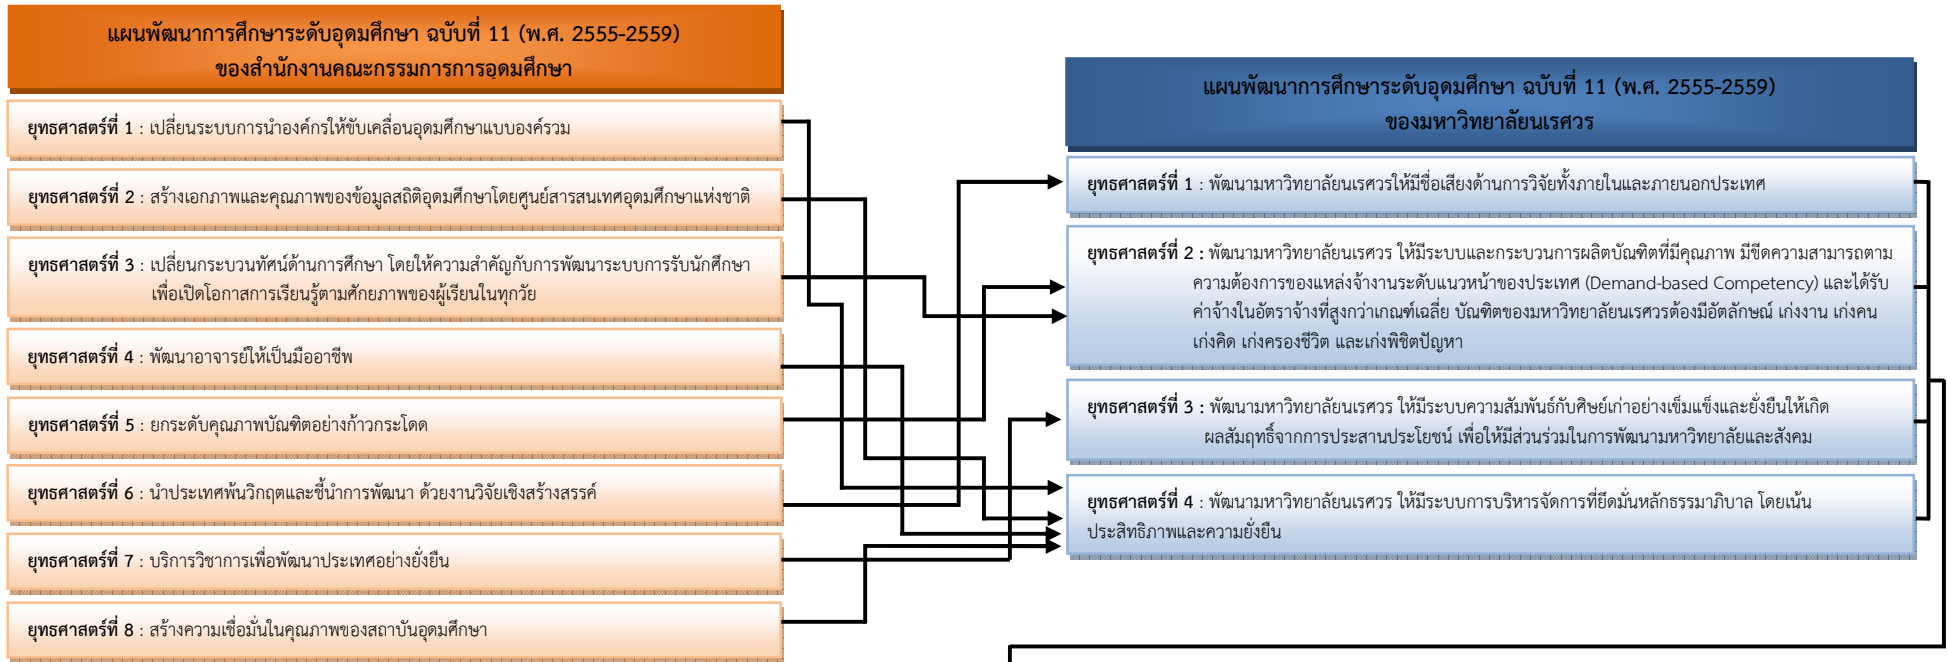 แผนพัฒนาการศึกษาระดับอุดมศึกษา ฉบับที่ 11 (พ.ศ. 2555-2559)
ของสำนักงานคณะกรรมการการอุดมศึกษา
ยุทธศาสตร์ที่ 1 : เปลี่ยนระบบการนำองค์กรให้ขับเคลื่อนอุดมศึกษาแบบองค์รวม
ยุทธศาสตร์ที่ 2 : สร้างเอกภาพและคุณภาพของข้อมูลสถิติอุดมศึกษาโดยศูนย์สารสนเทศอุดมศึกษาแห่งชาติ
ยุทธศาสตร์ที่ 3 : เปลี่ยนกระบวนทัศน์ด้านการศึกษา โดยให้ความสำคัญกับการพัฒนาระบบการรับนักศึกษา
เพื่อเปิดโอกาสการเรียนรู้ตามศักยภาพของผู้เรียนในทุกวัย
ยุทธศาสตร์ที่ 4 : พัฒนาอาจารย์ให้เป็นมืออาชีพ
ยุทธศาสตร์ที่ 5 : ยกระดับคุณภาพบัณฑิตอย่างก้าวกระโดด
ยุทธศาสตร์ที่ 6 : นำประเทศพ้นวิกฤตและชี้นำการพัฒนา ด้วยงานวิจัยเชิงสร้างสรรค์
ยุทธศาสตร์ที่ 7 : บริการวิชาการเพื่อพัฒนาประเทศอย่างยั่งยืน
ยุทธศาสตร์ที่ 8 : สร้างความเชื่อมั่นในคุณภาพของสถาบันอุดมศึกษา
แผนพัฒนาการศึกษาระดับอุดมศึกษา ฉบับที่ 11 (พ.ศ. 2555-2559)
ของมหาวิทยาลัยนเรศวร
ยุทธศาสตร์ที่ 1 : พัฒนามหาวิทยาลัยนเรศวรให้มีชื่อเสียงด้านการวิจัยทั้งภายในและภายนอกประเทศ
ยุทธศาสตร์ที่ 2 : พัฒนามหาวิทยาลัยนเรศวร ให้มีระบบและกระบวนการผลิตบัณฑิตที่มีคุณภาพ มีขีดความสามารถตาม
ความต้องการของแหล่งจ้างงานระดับแนวหน้าของประเทศ (Demand-based Competency) และได้รับ
ค่าจ้างในอัตราจ้างที่สูงกว่าเกณฑ์เฉลี่ย บัณฑิตของมหาวิทยาลัยนเรศวรต้องมีอัตลักษณ์ เก่งงาน เก่งคน
เก่งคิด เก่งครองชีวิต และเก่งพิชิตปัญหา
ยุทธศาสตร์ที่ 3 : พัฒนามหาวิทยาลัยนเรศวร ให้มีระบบความสัมพันธ์กับศิษย์เก่าอย่างเข้มแข็งและยั่งยืนให้เกิด
ผลสัมฤทธิ์จากการประสานประโยชน์ เพื่อให้มีส่วนร่วมในการพัฒนามหาวิทยาลัยและสังคม
ยุทธศาสตร์ที่ 4 : พัฒนามหาวิทยาลัยนเรศวร ให้มีระบบการบริหารจัดการที่ยึดมั่นหลักธรรมาภิบาล โดยเน้น
ประสิทธิภาพและความยั่งยืน